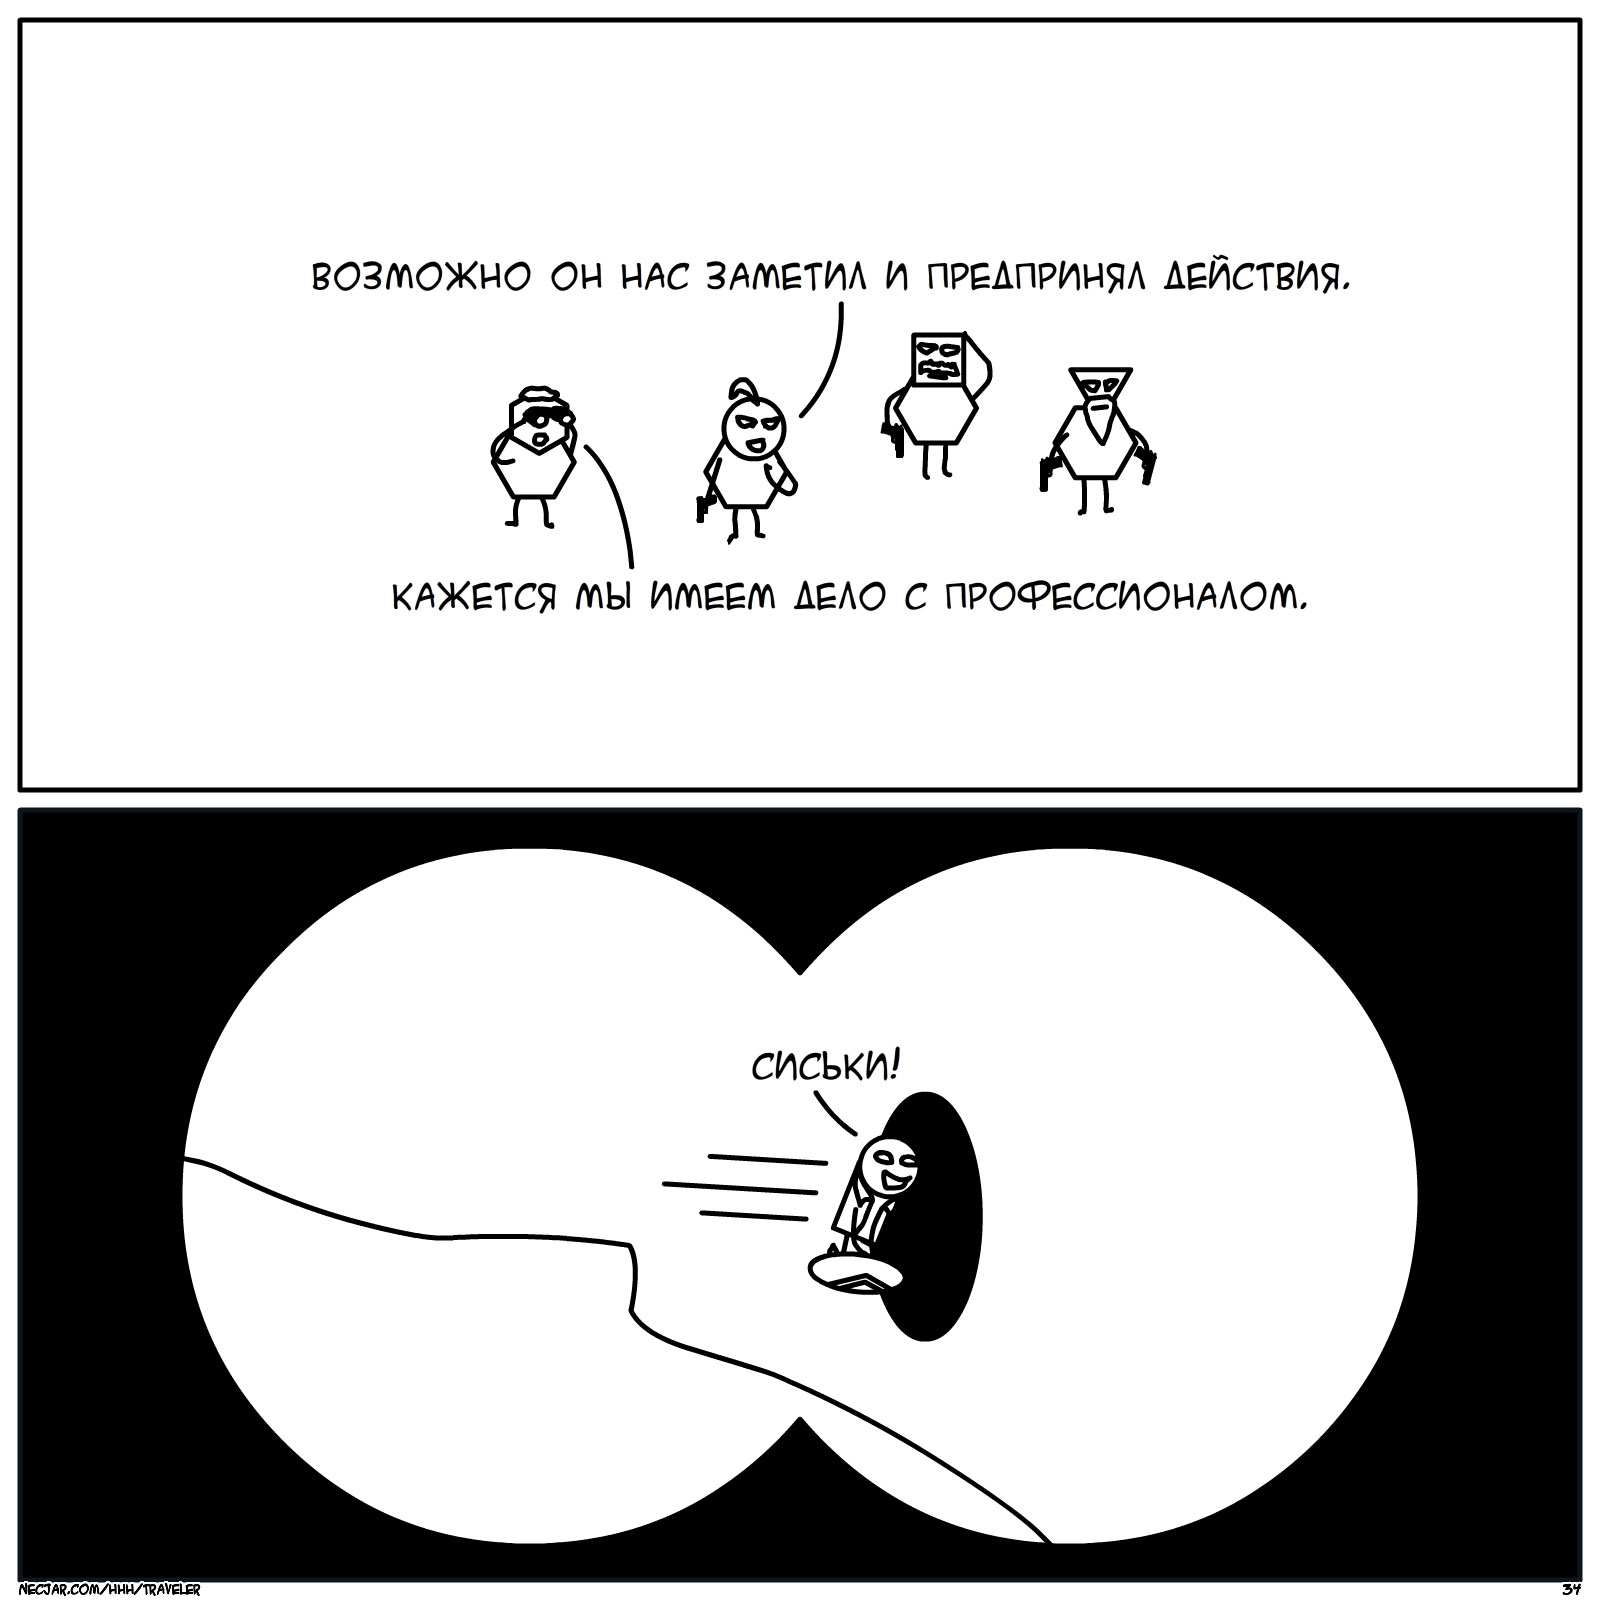 ВОЗМОЖНО ОН НАС ЗАМЕТИЛ И ПРЕДПРИНЯЛ ДЕЙСТВИЯ.
КАЖЕТСЯ МЫ ИМЕЕМ ДЕЛО С ПРОФЕССИОНАЛОМ.
СИСЬКИ!
NECJAR.COM/HHH/TRAVELER
34